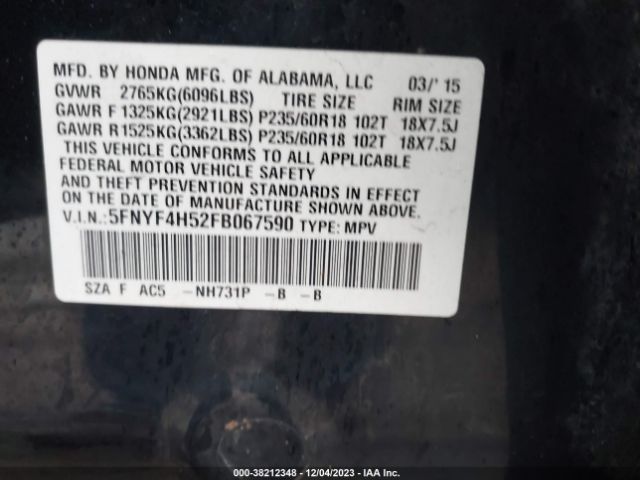 MFD. BY HONDA MFG. OF ALABAMA, LLC 03/' 15
GVWR 2765KG(6096LBS) TIRE SIZE RIM SIZE
GAWR F 1325KG(2921LBS) P235/60R18 102T 18X7.5J
GAWR R 1525KG(3362LBS) P235/60R18 102T 18X7.5J
THIS VEHICLE CONFORMS TO ALL APPLICABLE
FEDERAL MOTOR VEHICLE SAFETY
AND THEFT PREVENTION STANDARDS IN EFFECT
ON THE DATE OF MANUFACTURE SHOWN ABOVE.
V.I.N.: 5FNYF4H52FB067590 TYPE: MPV
SZA F AC5 -NH731P -B -B
000-38212348 - 12/04/2023 - IAA Inc.